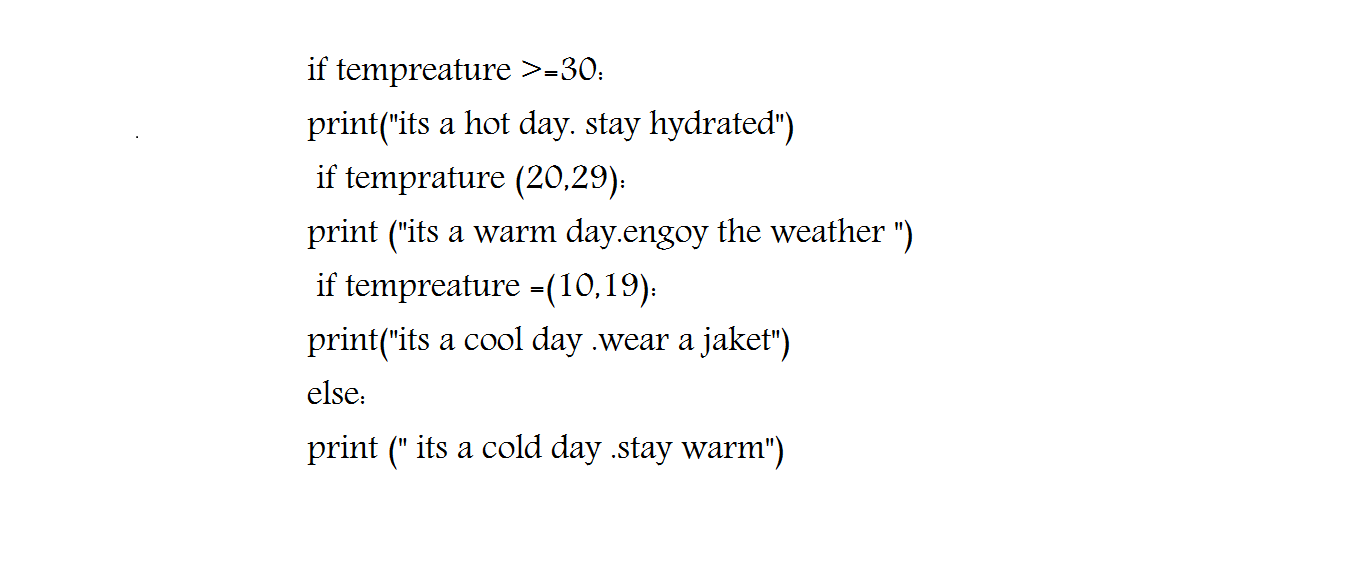 if tempreature >=30:
print("its a hot day. stay hydrated")
if temprature (20,29):
print ("its a warm day.engoy the weather ")
if tempreature =(10,19):
print("its a cool day .wear a jaket")
else:
print (" its a cold day .stay warm")